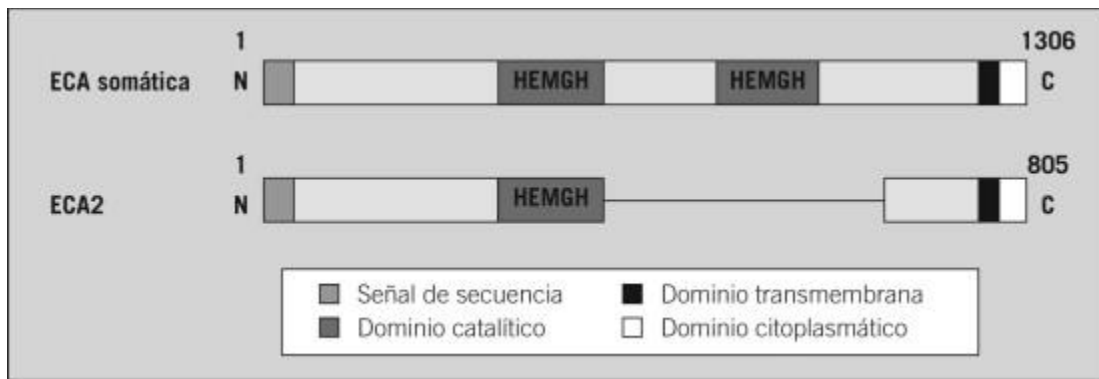 1 1306
ECA somática N HEMGH HEMGH C
1 805
ECA2 N HEMGH C
Señal de secuencia Dominio transmembrana
Dominio catalítico Dominio citoplasmático